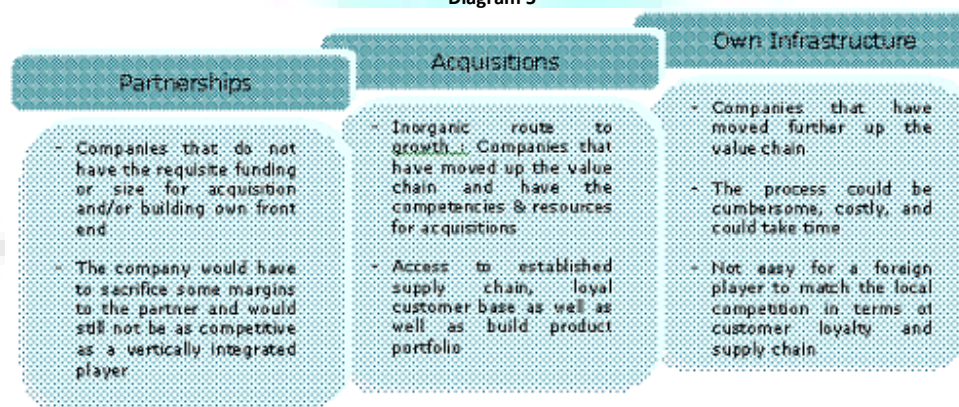 Partnerships
- Companies that do not
have the requisite funding
or size for acquisition
and/or building own front
end
- The company would have
to sacrifice some margins
to the partner and would
still not be as competitive
as a vertically integrated
player
Acquisitions
- Inorganic route to
growth : Companies that
have moved up the value
chain and have the
competencies & resources
for acquisitions
- Access to established
supply chain, loyal
customer base as well as
well as build product
portfolio
Own Infrastructure
- Companies that have
moved further up the
value chain
- The process could be
cumbersome, costly, and
could take time
- Not easy for a foreign
player to match the local
competition in terms of
customer loyalty and
supply chain